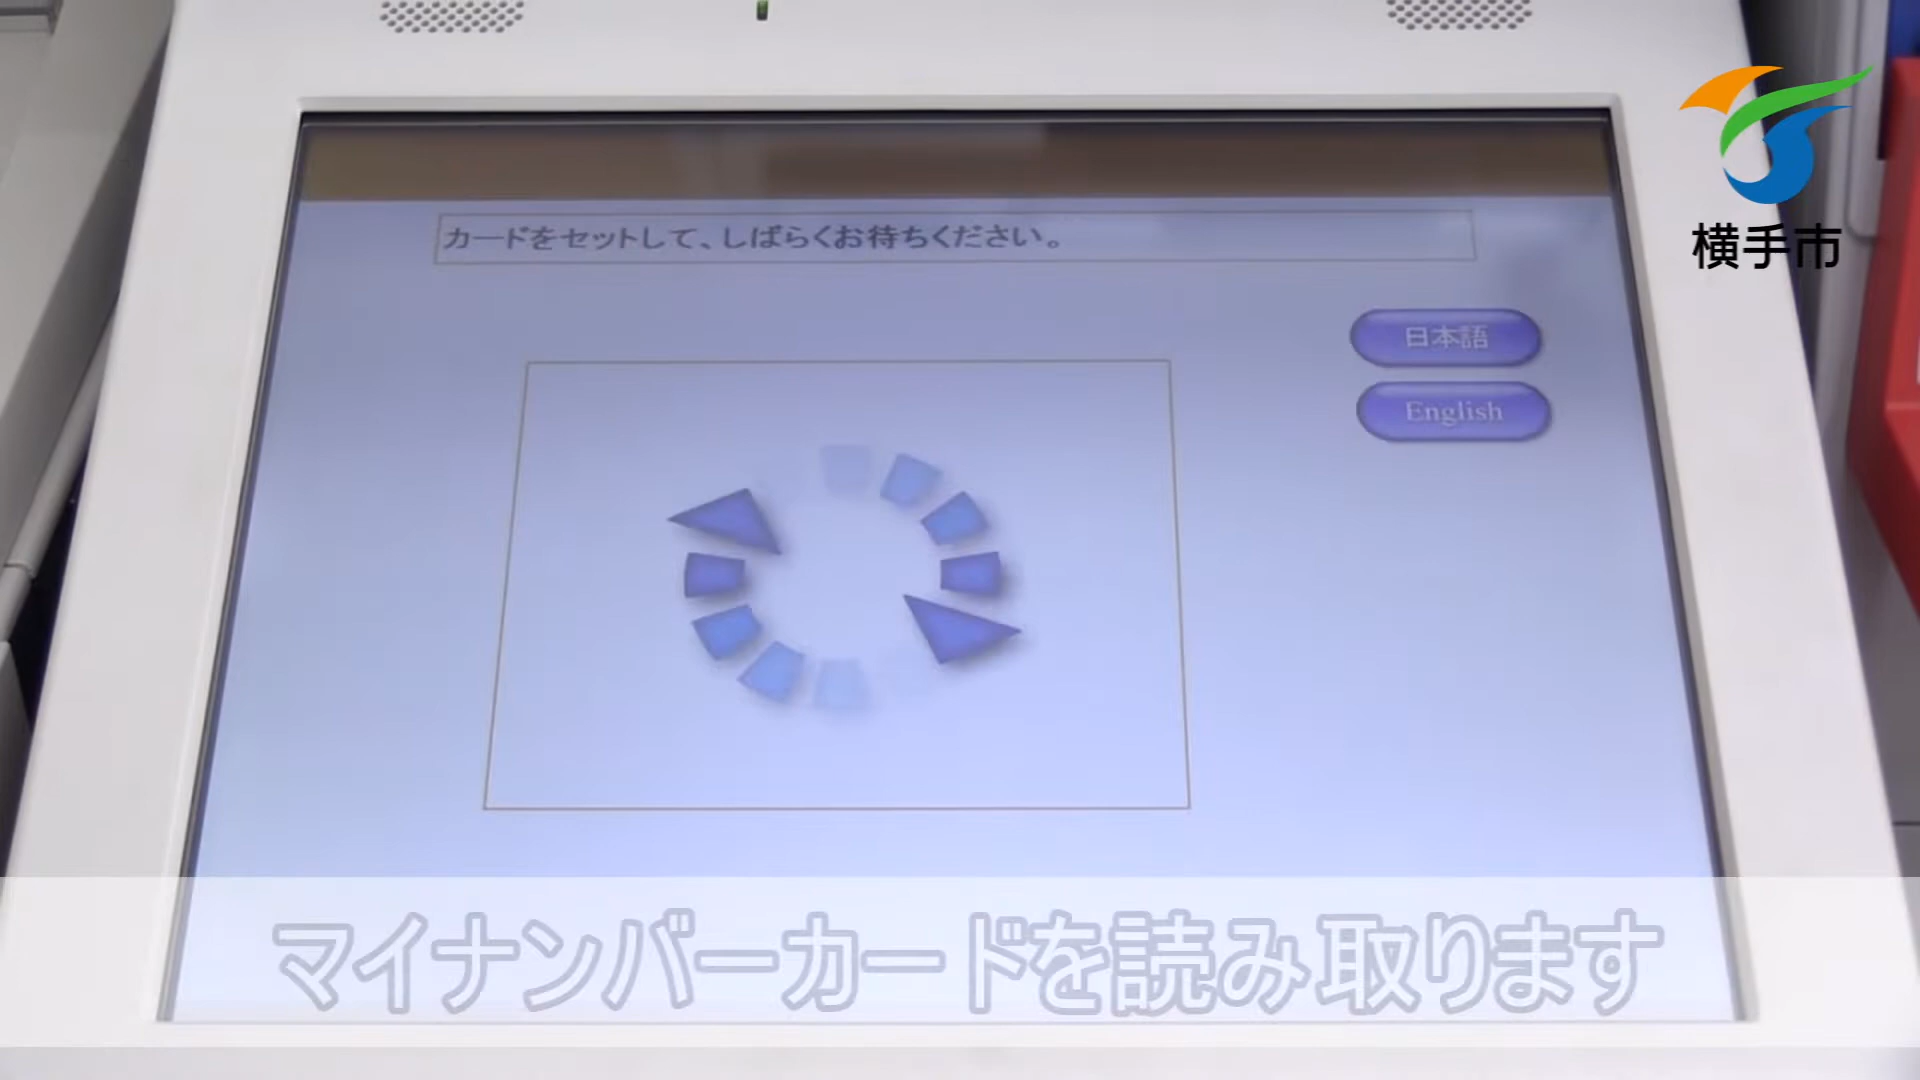 カードをセットして、しばらくお待ちください。
横手市
日本語
English
マイナンバーカードを読み取ります